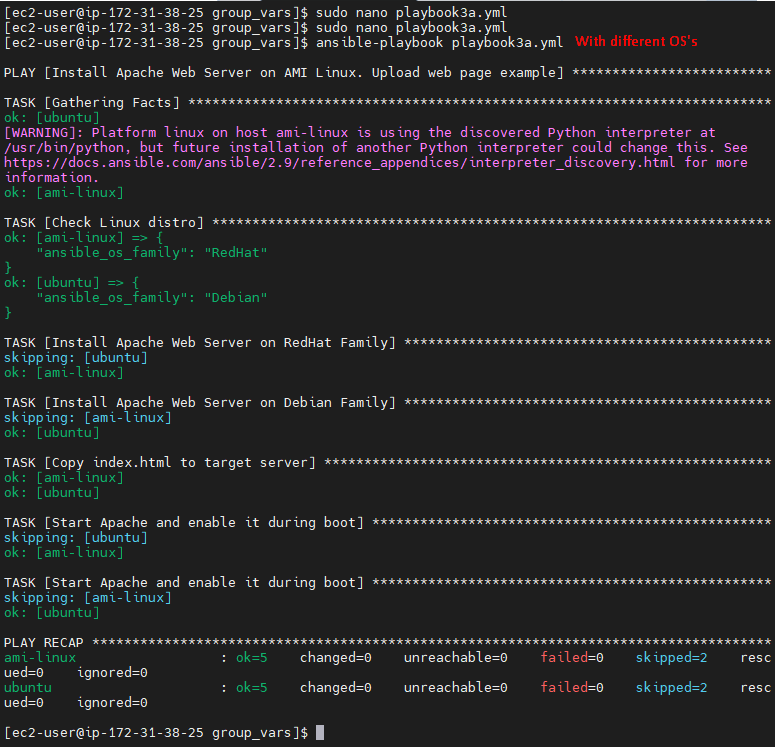 [ec2-user@ip-172-31-38-25 group_vars]$ sudo nano playbook3a.yml
[ec2-user@ip-172-31-38-25 group_vars]$ sudo nano playbook3a.yml
[ec2-user@ip-172-31-38-25 group_vars]$ ansible-playbook playbook3a.yml With different OS's
PLAY [Install Apache Web Server on AMI Linux. Upload web page example] *************************
TASK [Gathering Facts] *************************************************************************
ok: [ubuntu]
[WARNING]: Platform linux on host ami-linux is using the discovered Python interpreter at
/usr/bin/python, but future installation of another Python interpreter could change this. See
https://docs.ansible.com/ansible/2.9/reference_appendices/interpreter_discovery.html for more
information.
ok: [ami-linux]
TASK [Check Linux distro] **********************************************************************
ok: [ami-linux] => {
    "ansible_os_family": "RedHat"
}
ok: [ubuntu] => {
    "ansible_os_family": "Debian"
}
TASK [Install Apache Web Server on RedHat Family] **********************************************
skipping: [ubuntu]
ok: [ami-linux]
TASK [Install Apache Web Server on Debian Family] **********************************************
skipping: [ami-linux]
ok: [ubuntu]
TASK [Copy index.html to target server] ********************************************************
ok: [ami-linux]
ok: [ubuntu]
TASK [Start Apache and enable it during boot] **************************************************
skipping: [ubuntu]
ok: [ami-linux]
TASK [Start Apache and enable it during boot] **************************************************
skipping: [ami-linux]
ok: [ubuntu]
PLAY RECAP *************************************************************************************
ami-linux                  : ok=5    changed=0    unreachable=0    failed=0    skipped=2    resc
ued=0    ignored=0
ubuntu                     : ok=5    changed=0    unreachable=0    failed=0    skipped=2    resc
ued=0    ignored=0
[ec2-user@ip-172-31-38-25 group_vars]$